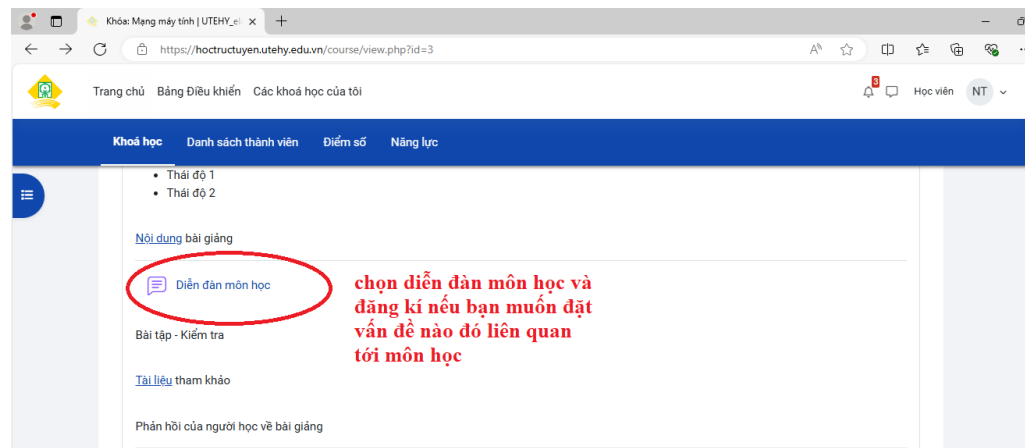 Khóa: Mạng máy tính | UTEHY_el
https://hoctructuyen.utehy.edu.vn/course/view.php?id=3
Trang chủ Bảng Điều khiển Các khoá học của tôi
3
Học viên NT
Khoá học Danh sách thành viên Điểm số Năng lực
Thái độ 1
Thái độ 2
Nội dung bài giảng
Diễn đàn môn học
chọn diễn đàn môn học và
đăng kí nếu bạn muốn đặt
vấn đề nào đó liên quan
tới môn học
Bài tập - Kiểm tra
Tài liệu tham khảo
Phản hồi của người học về bài giảng